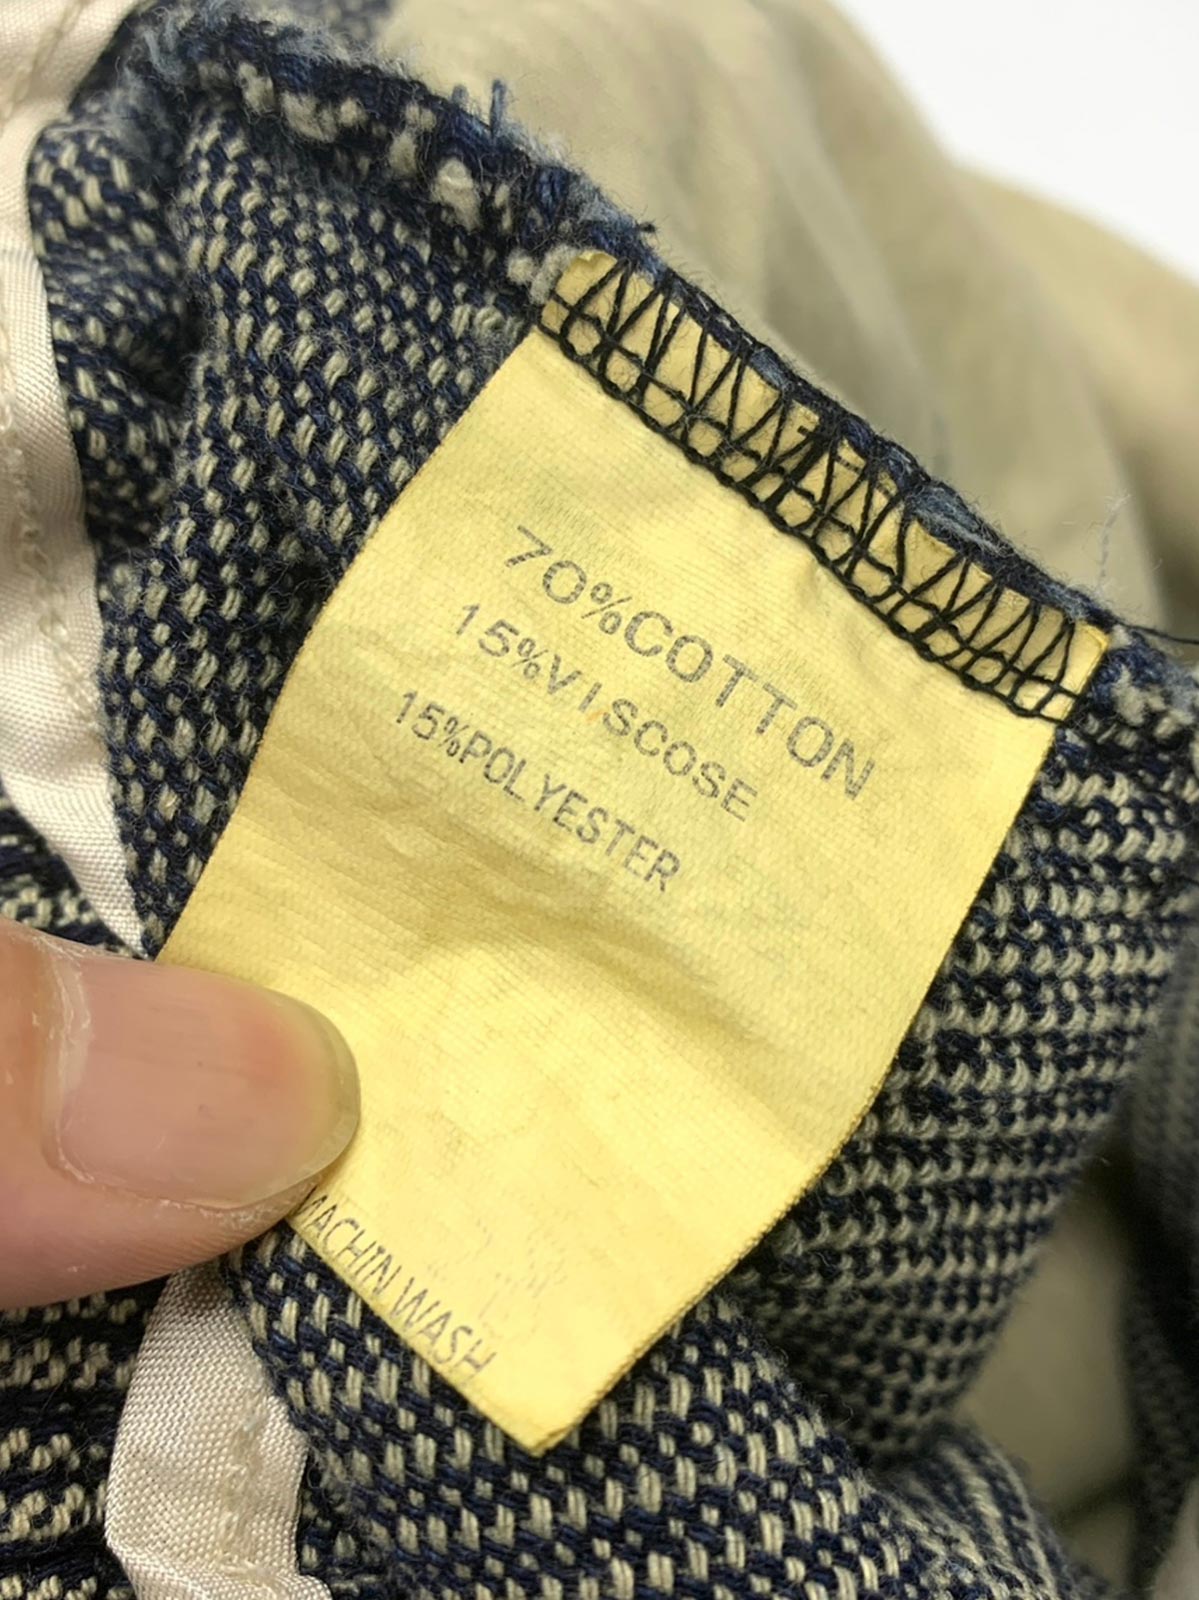 70%COTTON
15%VISCOSE
15%POLYESTER
MACHIN WASH